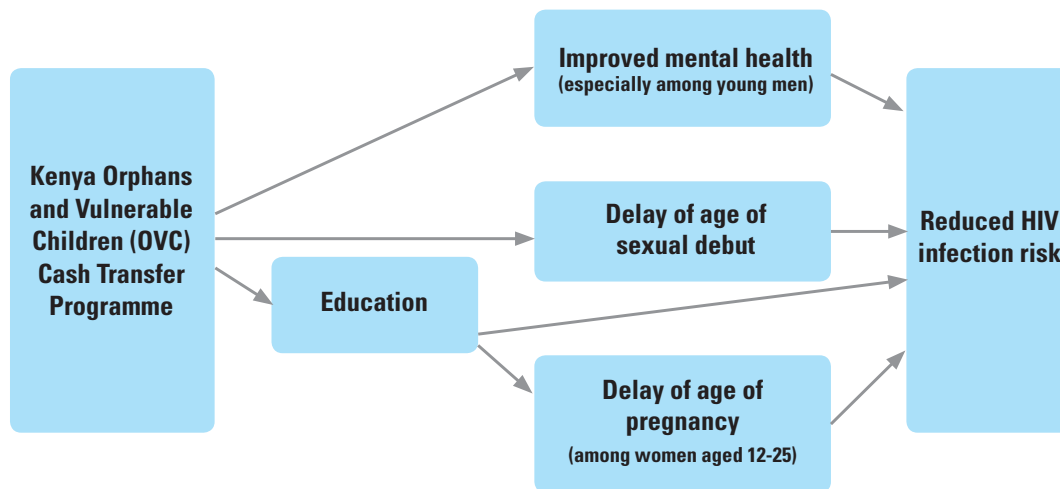 Kenya Orphans
and Vulnerable
Children (OVC)
Cash Transfer
Programme
Improved mental health
(especially among young men)
Delay of age of
sexual debut
Education
Delay of age of
pregnancy
(among women aged 12-25)
Reduced HIV
infection risk